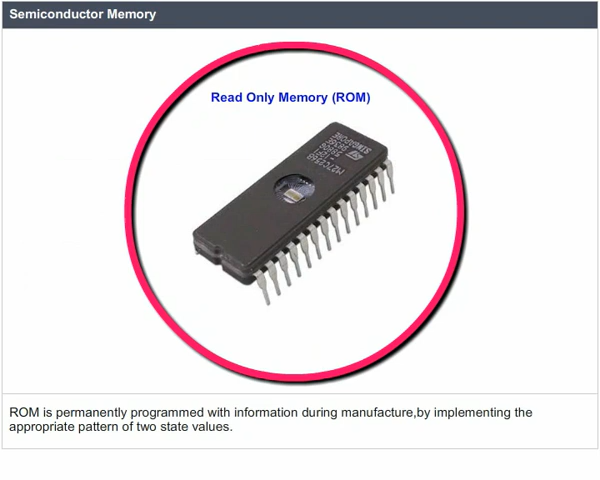 Semiconductor Memory
Read Only Memory (ROM)
SINGAPORE
ROM is permanently programmed with information during manufacture,by implementing the
appropriate pattern of two state values.